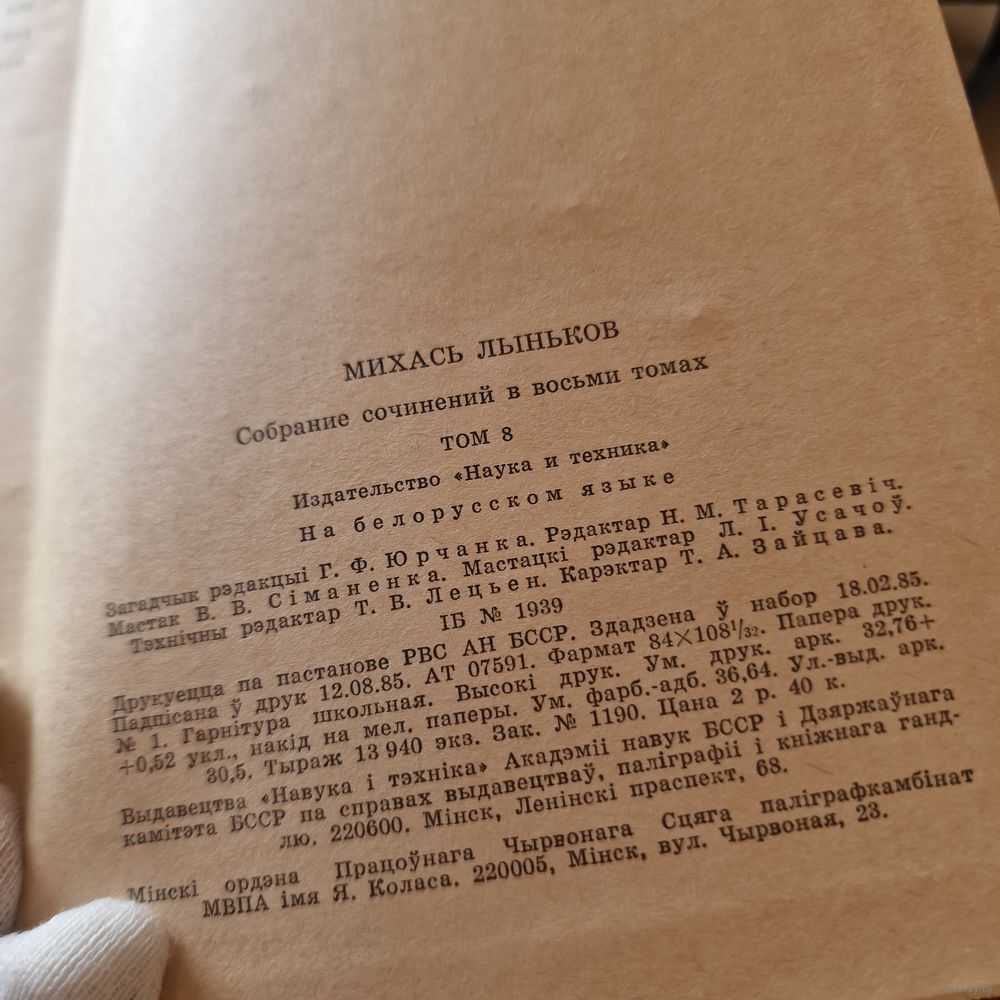 МИХАСЬ ЛЫНЬКОВ
Собрание сочинений в восьми томах
ТОМ 8
Издательство «Наука и техника»
На белорусском языке
Загадчык рэдакцыі Г. Ф. Юрчанка. Рэдактар Н. М. Тарасевіч.
Мастак В. В. Сіманенка. Мастацкі рэдактар Л. І. Усачоў.
Тэхнічны рэдактар Т. В. Лецьен. Карэктар Т. А. Зайцава.
ІБ № 1939
Друкуецца па пастанове РВС АН БССР. Здадзена ў набор 18.02.85.
Падпісана ў друк 12.08.85. АТ 07591. Фармат 84×108¹/₃₂. Папера друк.
№ 1. Гарнітура школьная. Высокі друк. Ум. друк. арк. 32,76+
+0,52 укл., накід на мел. паперы. Ум. фарб.-адб. 36,64. Ул.-выд. арк.
30,5. Тыраж 13 940 экз. Зак. № 1190. Цана 2 р. 40 к.
Выдавецтва «Навука і тэхніка» Акадэміі навук БССР і Дзяржаўнага
камітэта БССР па справах выдавецтваў, паліграфіі і кніжнага ганд-
лю. 220600. Мінск, Ленінскі праспект, 68.
Мінскі ордэна Працоўнага Чырвонага Сцяга паліграфкамбінат
МВПА імя Я. Коласа. 220005, Мінск, вул. Чырвоная, 23.